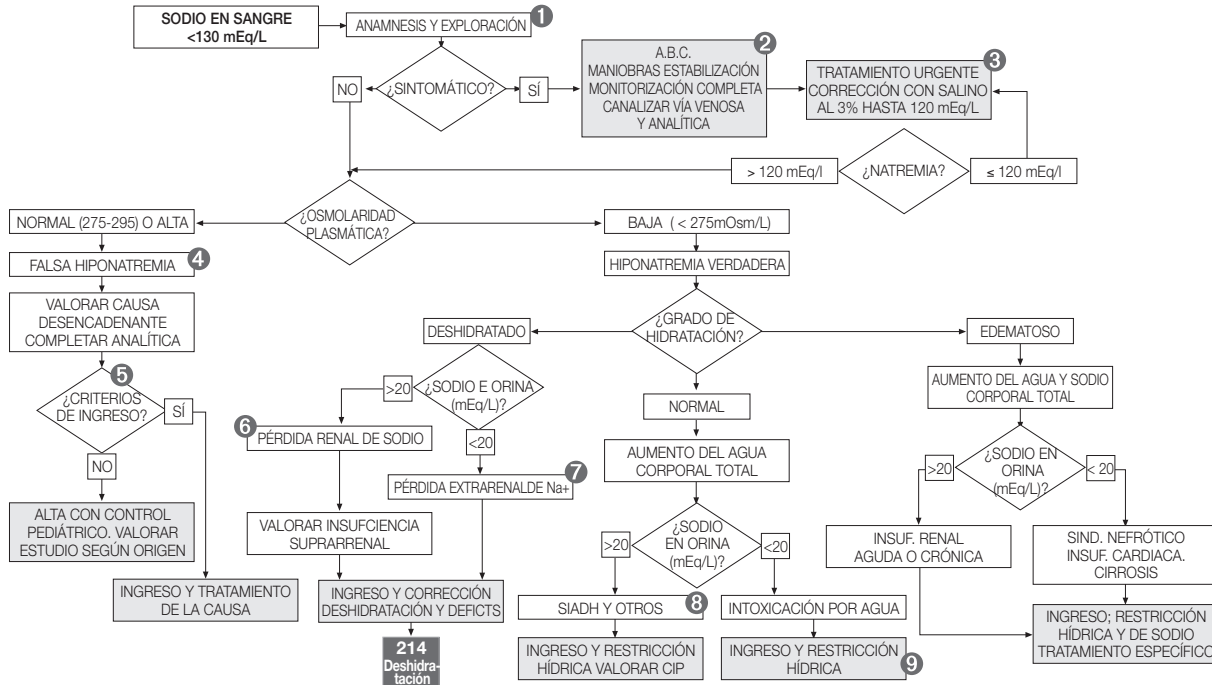 SODIO EN SANGRE
<130 mEq/L
1
ANAMNESIS Y EXPLORACIÓN
¿SINTOMÁTICO?
NO
SÍ
2
A.B.C.
MANIOBRAS ESTABILIZACIÓN
MONITORIZACIÓN COMPLETA
CANALIZAR VÍA VENOSA
Y ANALÍTICA
3
TRATAMIENTO URGENTE
CORRECCIÓN CON SALINO
AL 3% HASTA 120 mEq/L
> 120 mEq/l
¿NATREMIA?
≤ 120 mEq/l
¿OSMOLARIDAD
PLASMÁTICA?
NORMAL (275-295) O ALTA
BAJA ( < 275mOsm/L)
FALSA HIPONATREMIA
4
HIPONATREMIA VERDADERA
VALORAR CAUSA
DESENCADENANTE
COMPLETAR ANALÍTICA
¿GRADO DE
HIDRATACIÓN?
DESHIDRATADO
EDEMATOSO
5
¿CRITERIOS
DE INGRESO?
SÍ
NO
>20
¿SODIO E ORINA
(mEq/L)?
<20
NORMAL
AUMENTO DEL AGUA Y SODIO
CORPORAL TOTAL
6
PÉRDIDA RENAL DE SODIO
7
PÉRDIDA EXTRARENALDE Na+
AUMENTO DEL AGUA
CORPORAL TOTAL
>20
¿SODIO EN
ORINA
(mEq/L)?
< 20
ALTA CON CONTROL
PEDIÁTRICO. VALORAR
ESTUDIO SEGÚN ORIGEN
VALORAR INSUFCIENCIA
SUPRARRENAL
>20
¿SODIO
EN ORINA
(mEq/L)?
<20
INSUF. RENAL
AGUDA O CRÓNICA
SIND. NEFRÓTICO
INSUF. CARDIACA.
CIRROSIS
INGRESO Y TRATAMIENTO
DE LA CAUSA
INGRESO Y CORRECCIÓN
DESHIDRATACIÓN Y DEFICTS
SIADH Y OTROS
8
INTOXICACIÓN POR AGUA
214
Deshidra-
tación
INGRESO Y RESTRICCIÓN
HÍDRICA VALORAR CIP
INGRESO Y RESTRICCIÓN
HÍDRICA
9
INGRESO; RESTRICCIÓN
HÍDRICA Y DE SODIO
TRATAMIENTO ESPECÍFICO